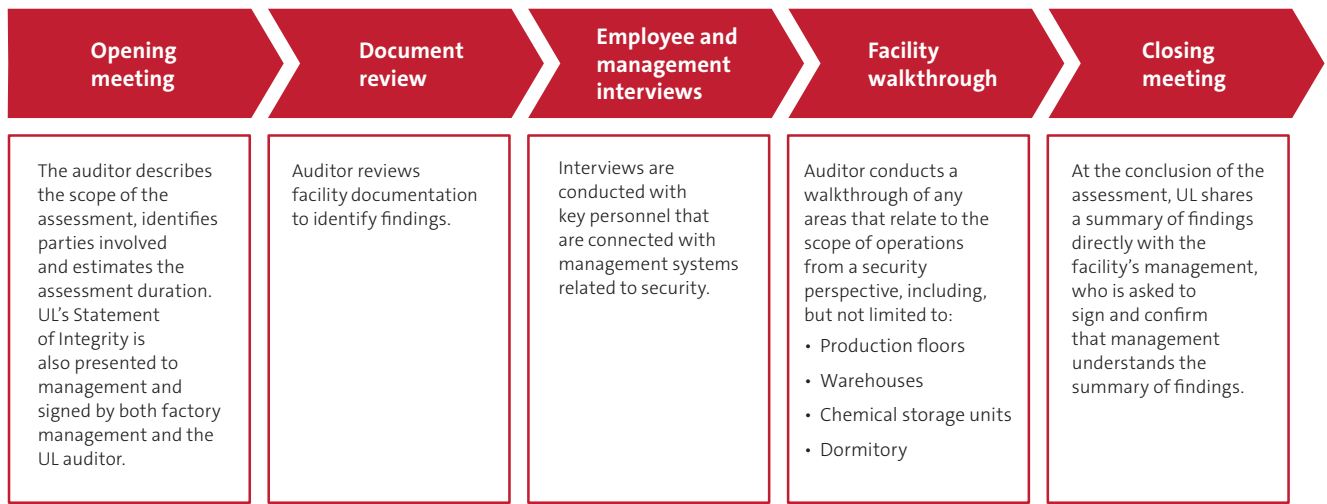 Opening
meeting
Document
review
Employee and
management
interviews
Facility
walkthrough
Closing
meeting
The auditor describes
the scope of the
assessment, identifies
parties involved
and estimates the
assessment duration.
UL’s Statement
of Integrity is
also presented to
management and
signed by both factory
management and the
UL auditor.
Auditor reviews
facility documentation
to identify findings.
Interviews are
conducted with
key personnel that
are connected with
management systems
related to security.
Auditor conducts a
walkthrough of any
areas that relate to the
scope of operations
from a security
perspective, including,
but not limited to:
• Production floors
• Warehouses
• Chemical storage units
• Dormitory
At the conclusion of the
assessment, UL shares
a summary of findings
directly with the
facility’s management,
who is asked to
sign and confirm
that management
understands the
summary of findings.